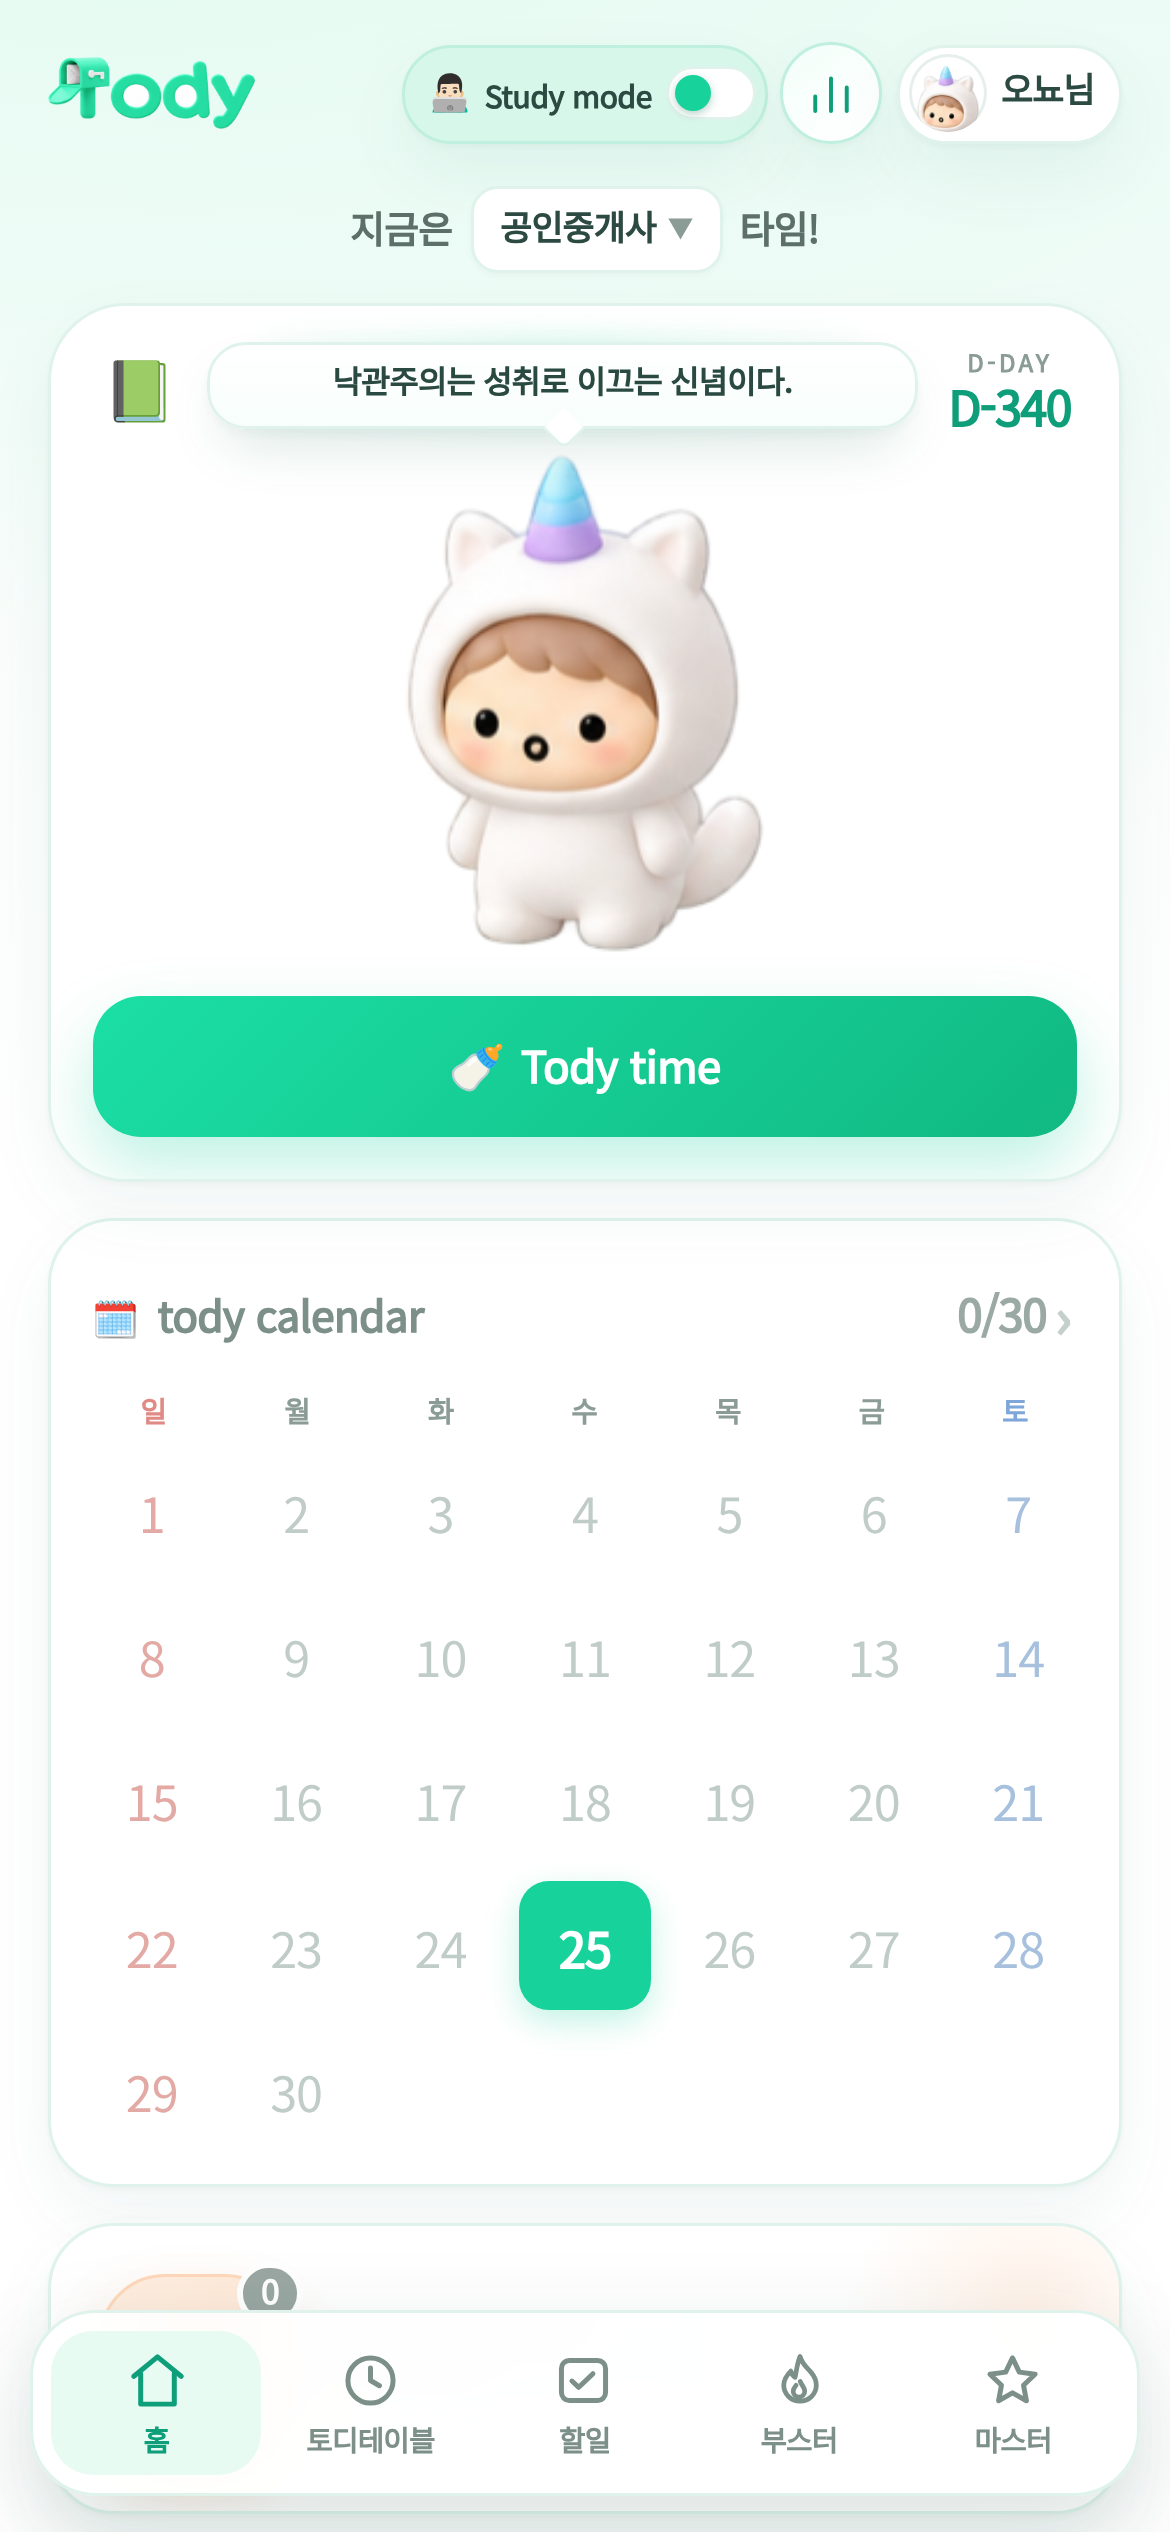 Tody
Study mode
오뇨님
지금은 공인중개사 ▼ 타임!
낙관주의는 성취로 이끄는 신념이다.
D-DAY
D-340
Tody time
tody calendar
0/30 ›
일 월 화 수 목 금 토
1 2 3 4 5 6 7
8 9 10 11 12 13 14
15 16 17 18 19 20 21
22 23 24 25 26 27 28
29 30
0
홈 토디테이블 할일 부스터 마스터